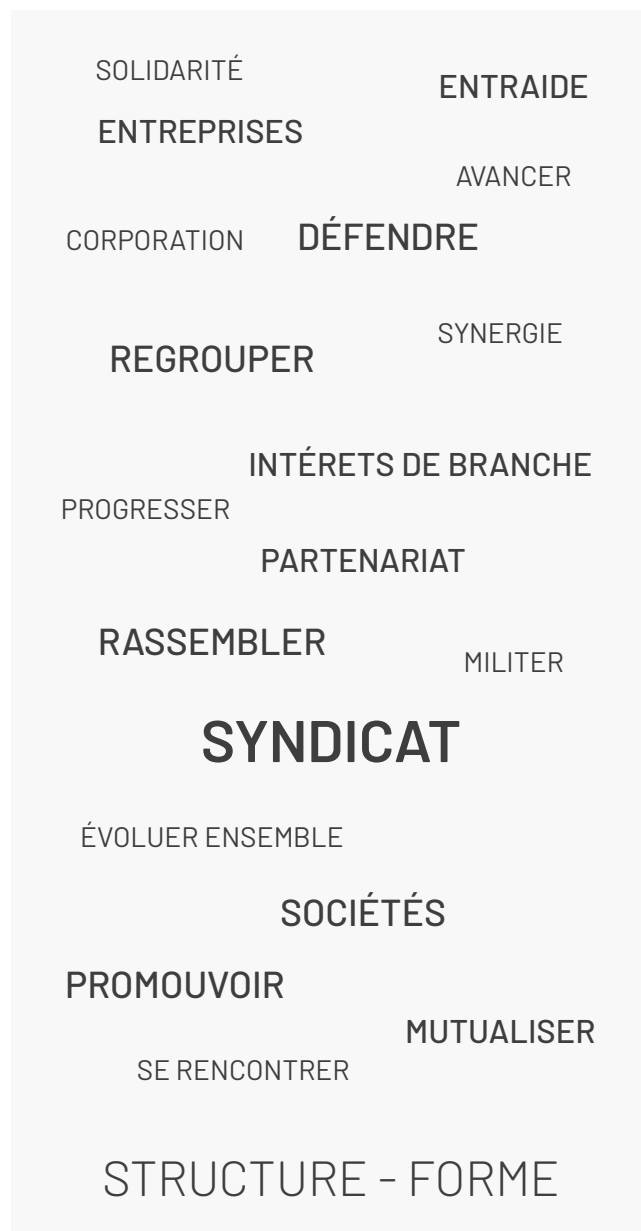 SOLIDARITÉ
ENTRAIDE
ENTREPRISES
AVANCER
CORPORATION
DÉFENDRE
SYNERGIE
REGROUPER
INTÉRETS DE BRANCHE
PROGRESSER
PARTENARIAT
RASSEMBLER
MILITER
SYNDICAT
ÉVOLUER ENSEMBLE
SOCIÉTÉS
PROMOUVOIR
MUTUALISER
SE RENCONTRER
STRUCTURE - FORME